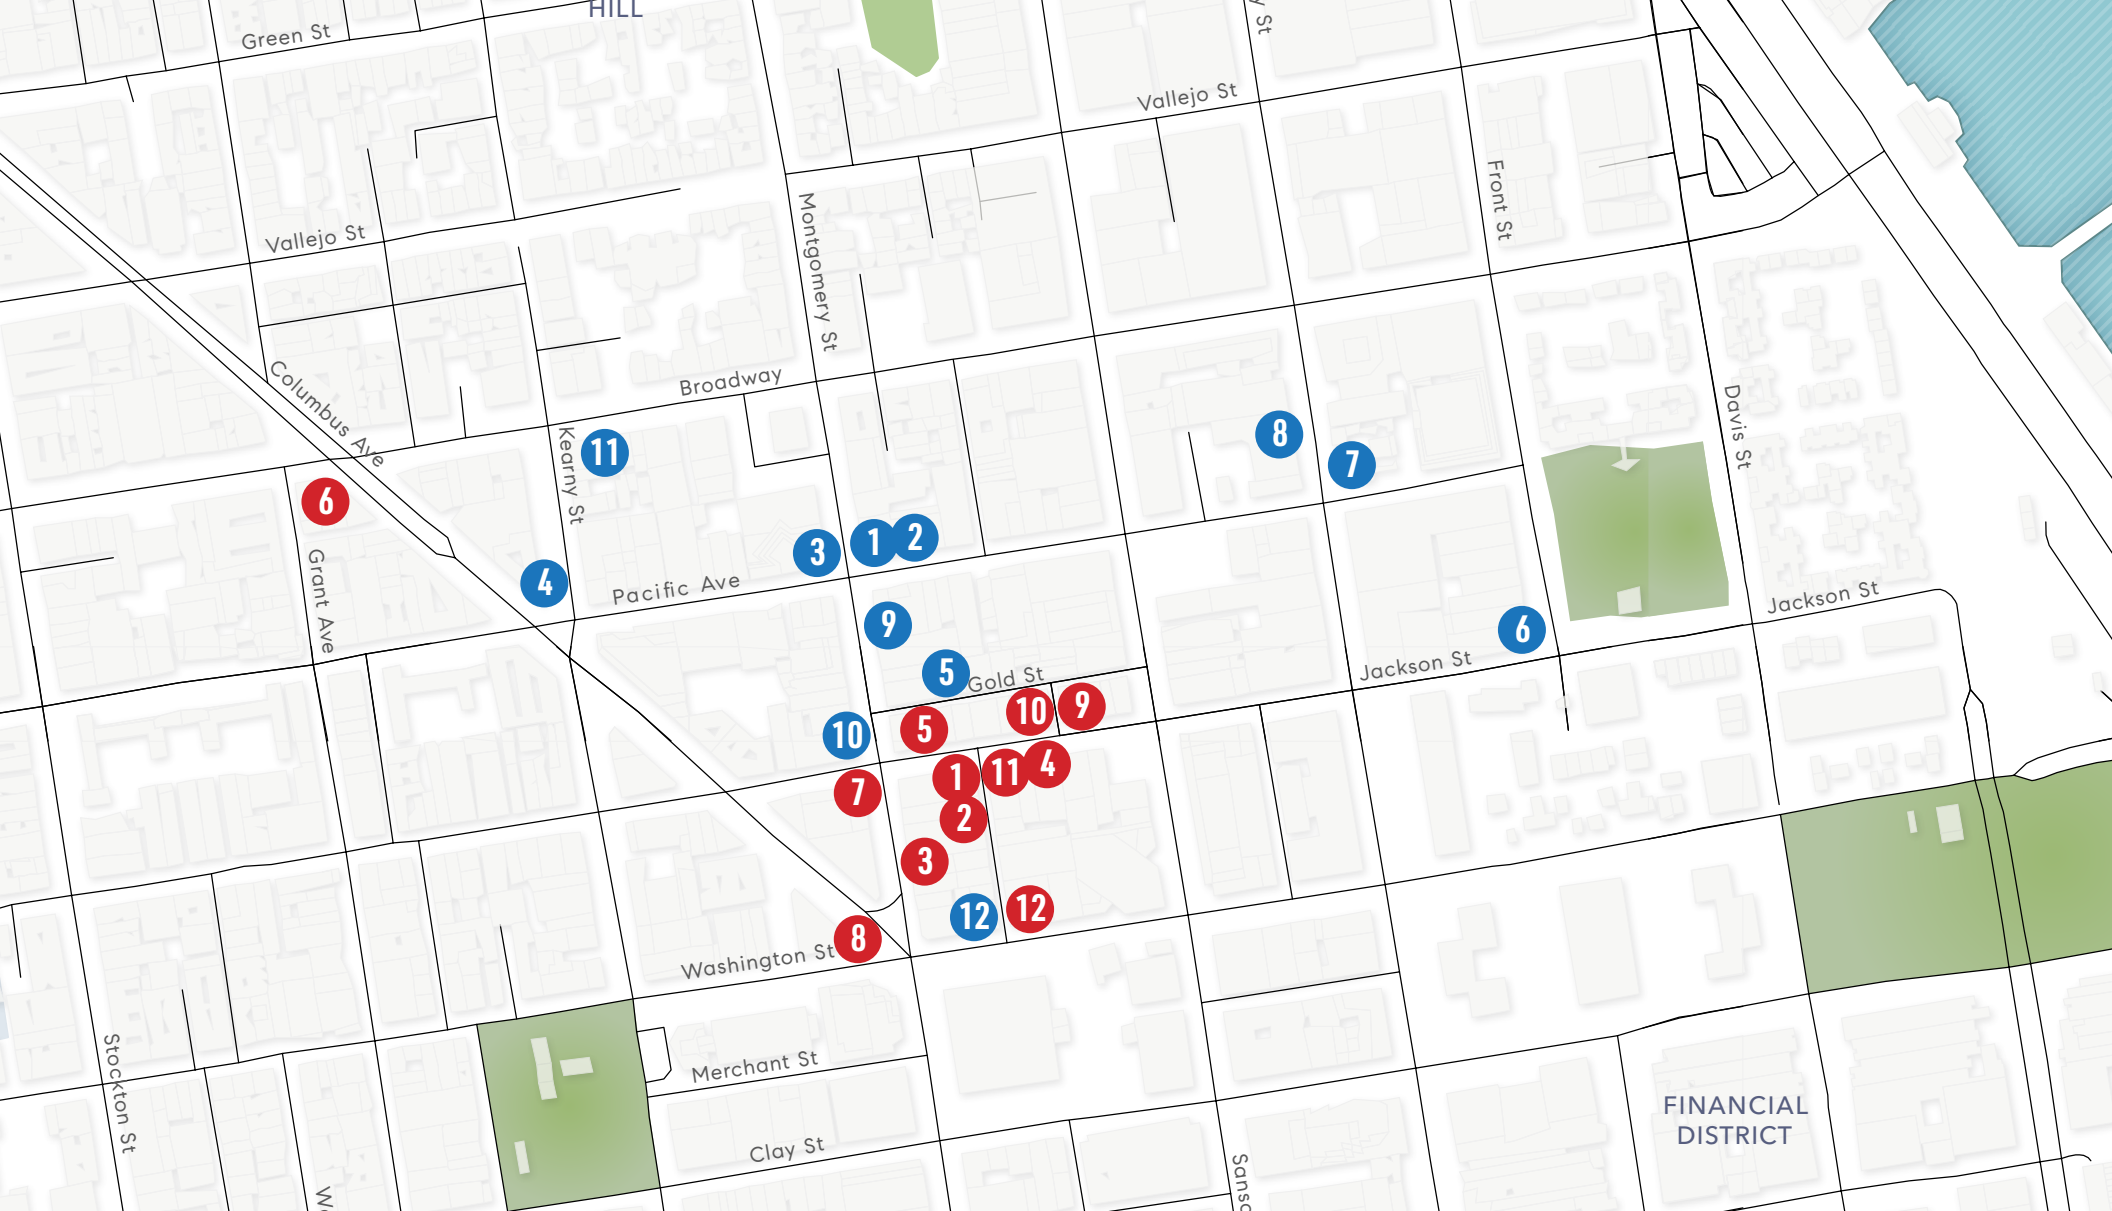 HILL
Green St
Vallejo St
Montgomery St
Front St
Vallejo St
Columbus Ave
Broadway
Davis St
Kearny St
11
8
7
6
3
1
2
4
Grant Ave
Pacific Ave
9
6
Jackson St
Jackson St
5
Gold St
10
5
10
9
7
1
11
4
2
3
12
12
8
Washington St
Stockton St
Merchant St
Clay St
FINANCIAL
DISTRICT